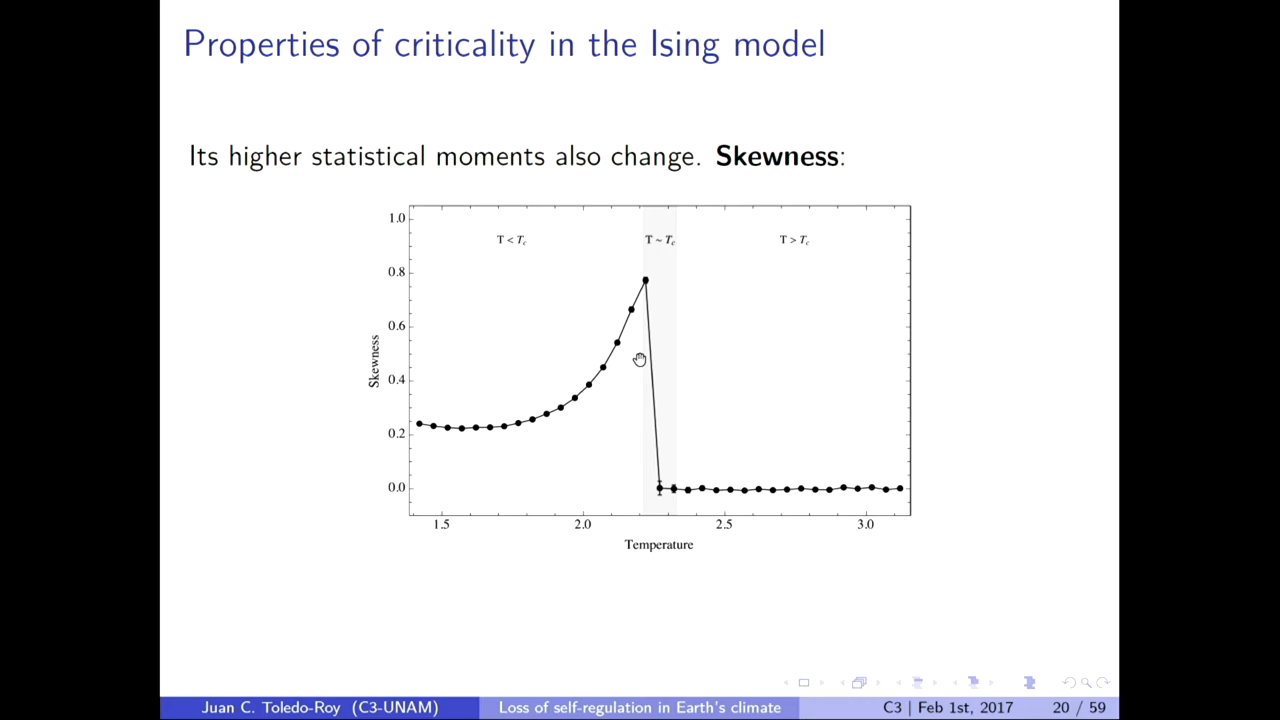 Properties of criticality in the Ising model
Its higher statistical moments also change. Skewness:
1.0
0.8
0.6
0.4
0.2
0.0
Skewness
T < Tc
T ~ Tc
T > Tc
1.5 2.0 2.5 3.0
Temperature
Juan C. Toledo-Roy (C3-UNAM) Loss of self-regulation in Earth's climate C3 | Feb 1st, 2017 20 / 59